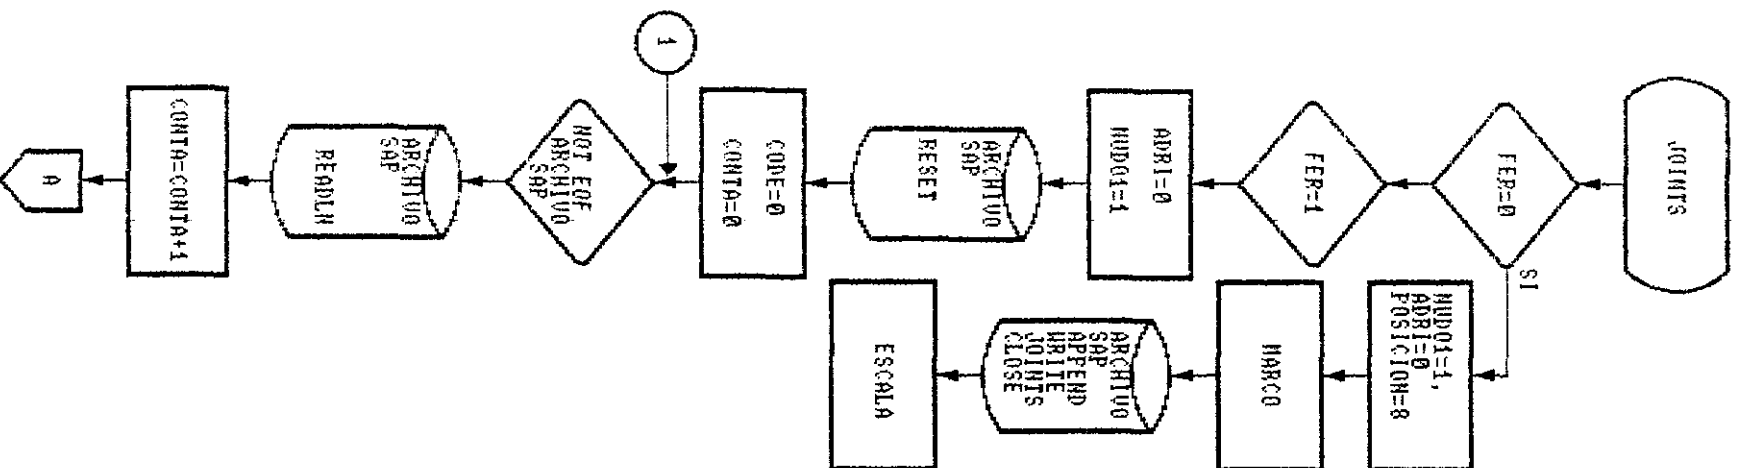 JOINTS
FER=0
SI
NUDO1=1,
ADRI=0
POSICION=8
MARCO
ARCHIVO
SAP
APPEND
WRITE
JOINTS
CLOSE
ESCALA
FER=1
ADRI=0
NUDO1=1
ARCHIVO
SAP
RESET
CODE=0
CONTA=0
1
NOT EOF
ARCHIVO
SAP
ARCHIVO
SAP
READLN
CONTA=CONTA+1
A